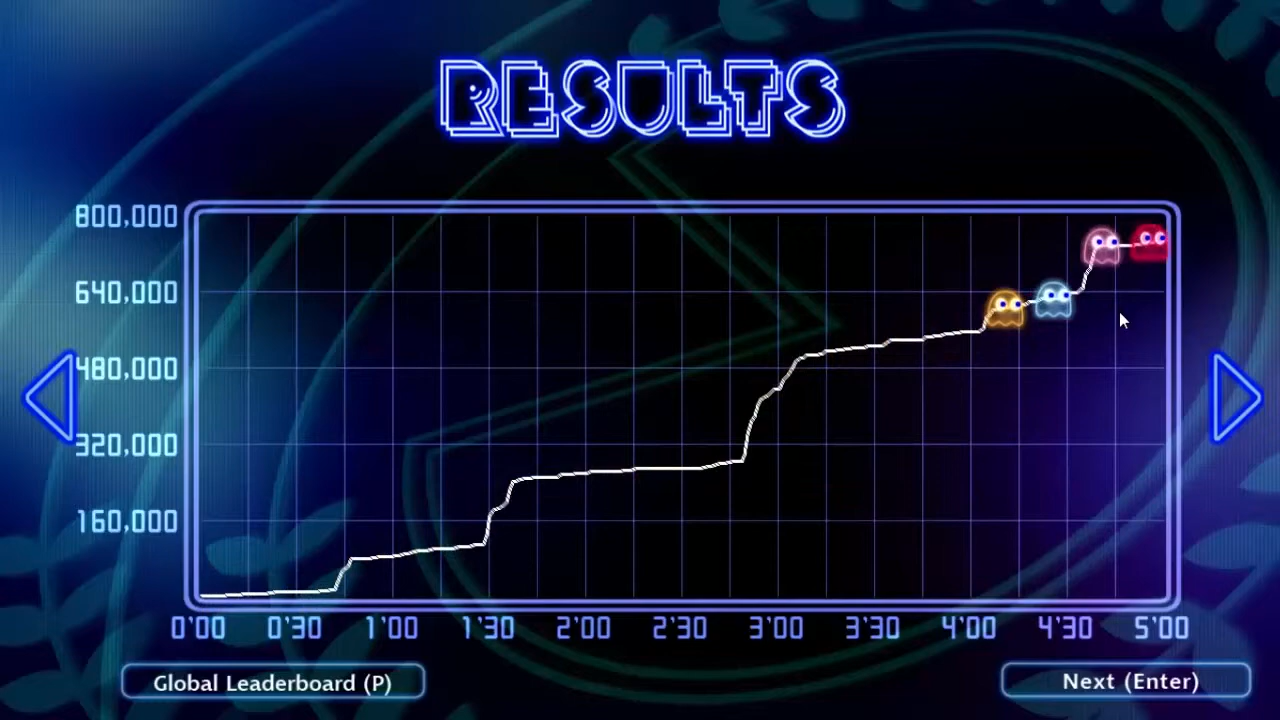 RESULTS
800,000
640,000
480,000
320,000
160,000
0'00 0'30 1'00 1'30 2'00 2'30 3'00 3'30 4'00 4'30 5'00
Global Leaderboard (P) Next (Enter)